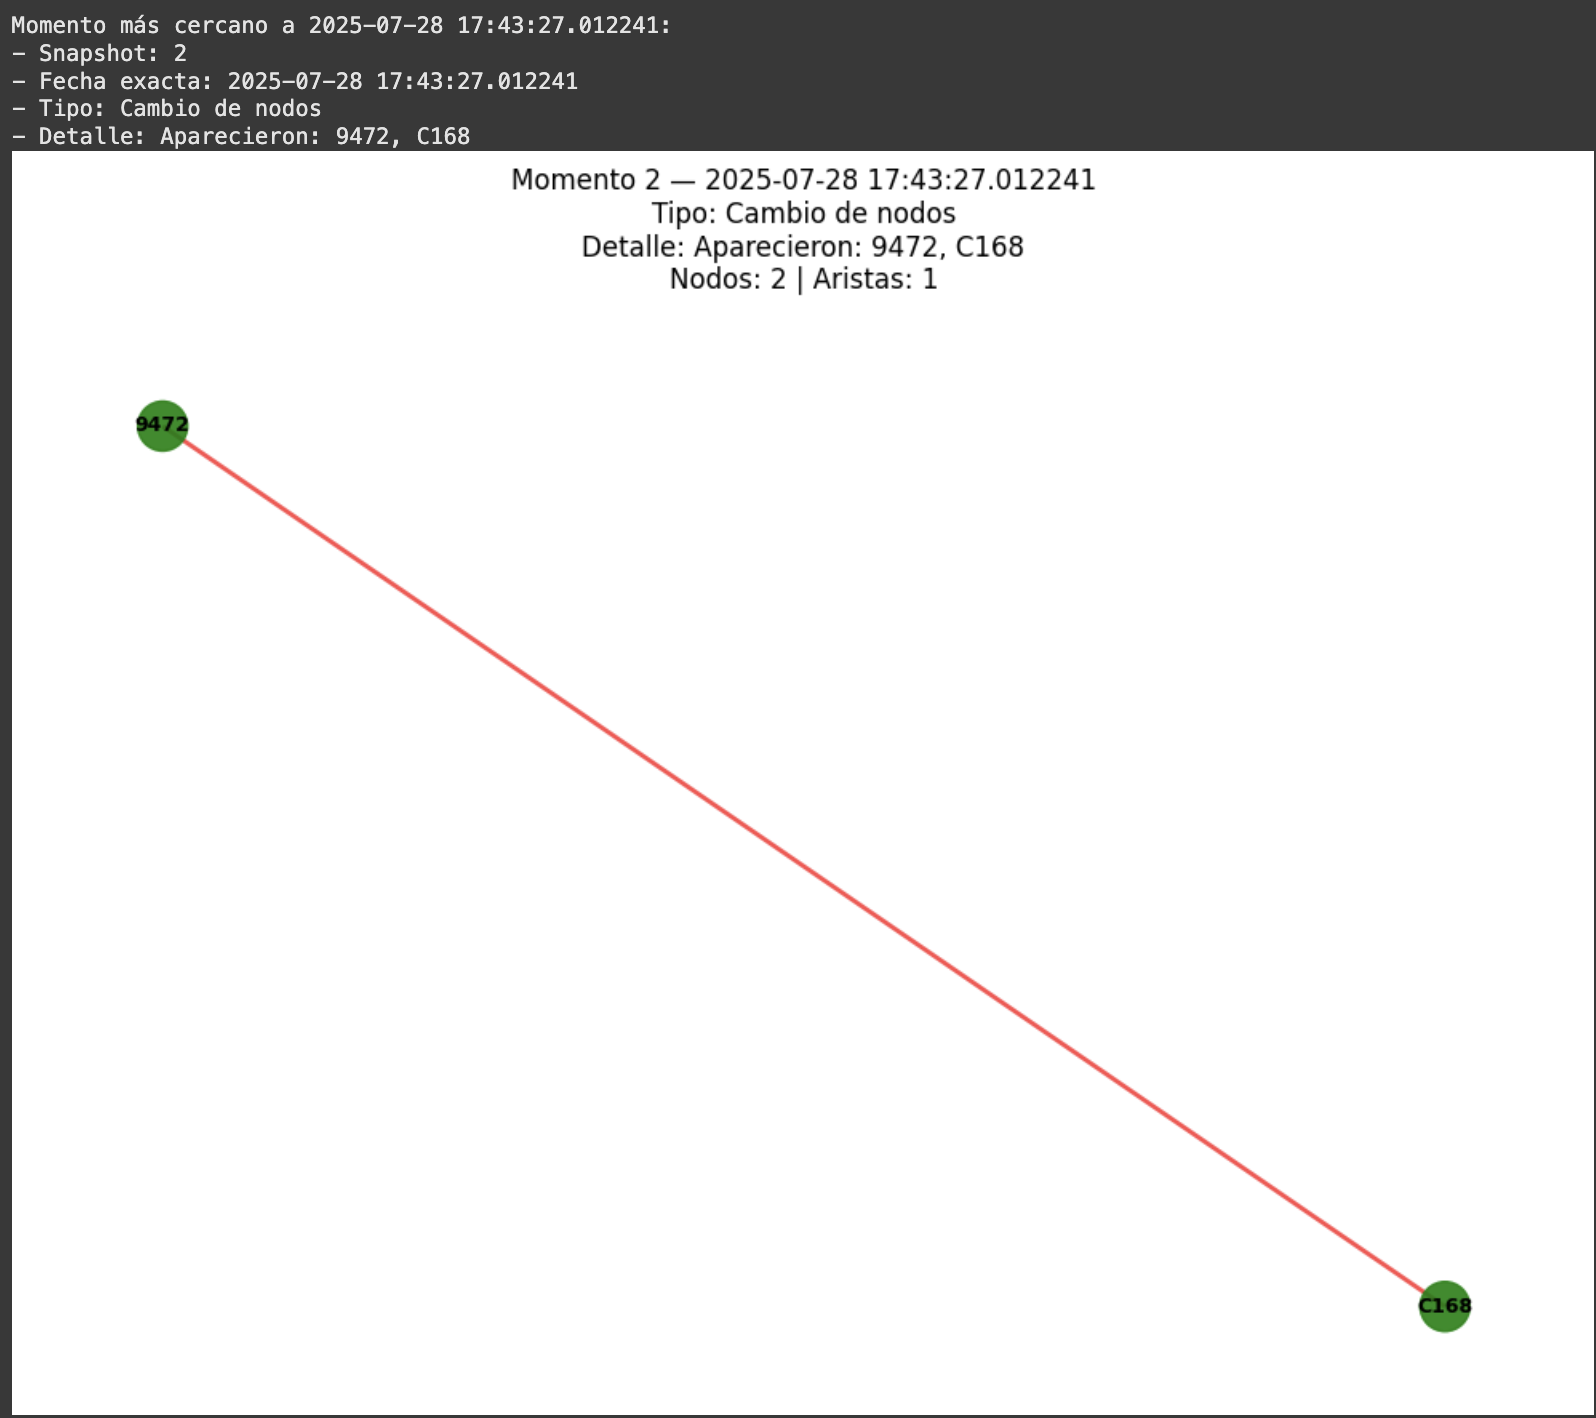 Momento más cercano a 2025-07-28 17:43:27.012241:
- Snapshot: 2
- Fecha exacta: 2025-07-28 17:43:27.012241
- Tipo: Cambio de nodos
- Detalle: Aparecieron: 9472, C168
Momento 2 — 2025-07-28 17:43:27.012241
Tipo: Cambio de nodos
Detalle: Aparecieron: 9472, C168
Nodos: 2 | Aristas: 1
9472
C168